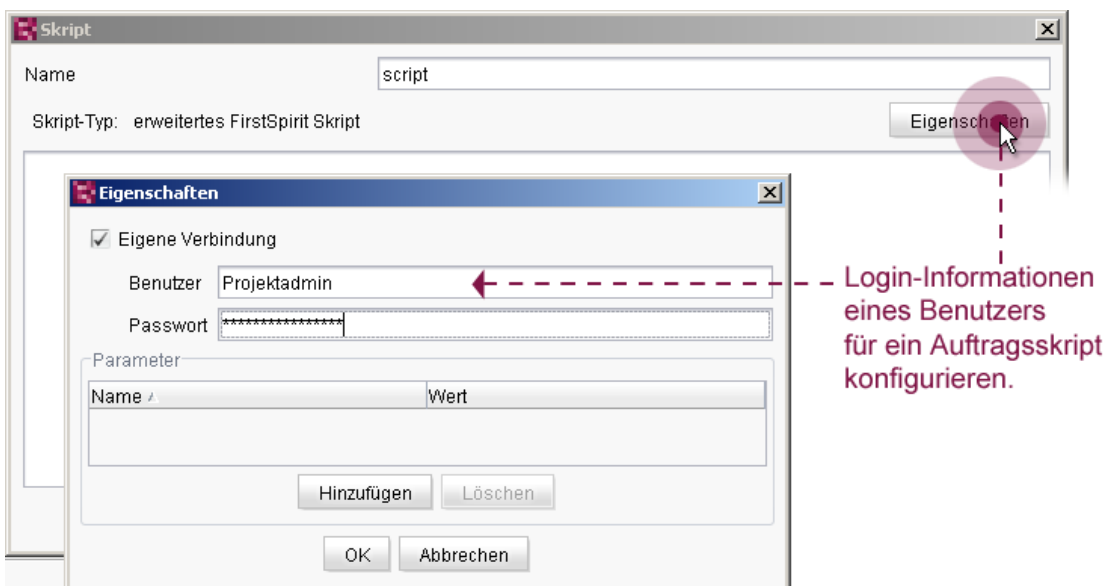 Skript
Name script
Skript-Typ: erweitertes FirstSpirit Skript Eigenschaften
Eigenschaften
Eigene Verbindung
Benutzer Projektadmin
Passwort ****************
Parameter
Name Wert
Hinzufügen Löschen
OK Abbrechen
Login-Informationen
eines Benutzers
für ein Auftragsskript
konfigurieren.